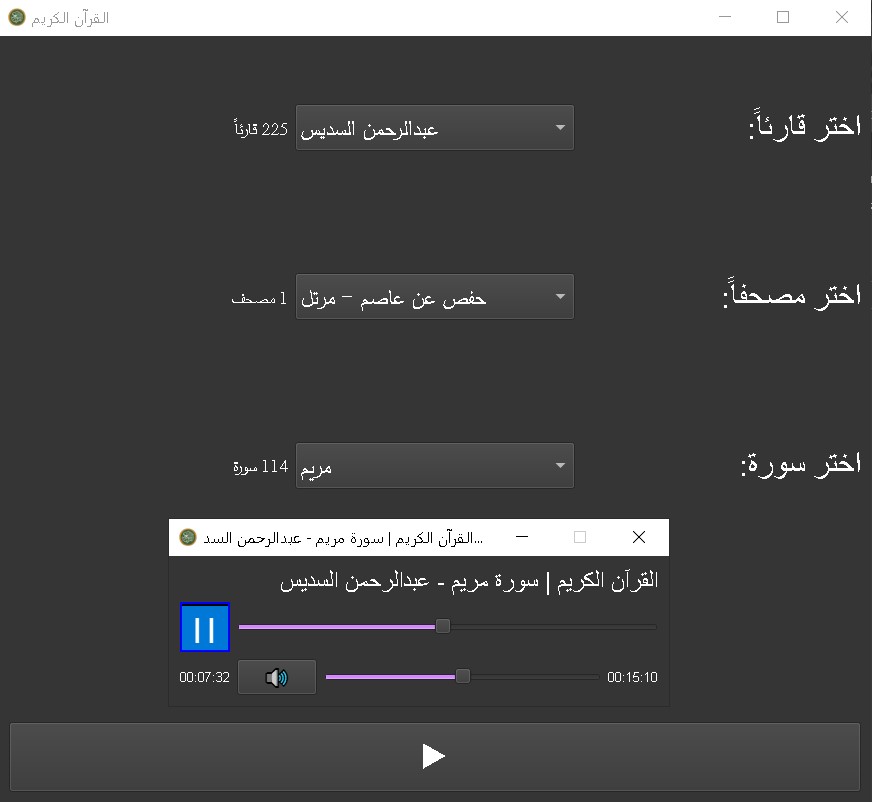 القرآن الكريم
اختر قارئاً:
عبدالرحمن السديس
225 قارئاً
اختر مصحفاً:
حفص عن عاصم - مرتل
1 مصحف
اختر سورة:
مريم
114 سورة
القرآن الكريم | سورة مريم - عبدالرحمن السد...
القرآن الكريم | سورة مريم - عبدالرحمن السديس
00:07:32
00:15:10